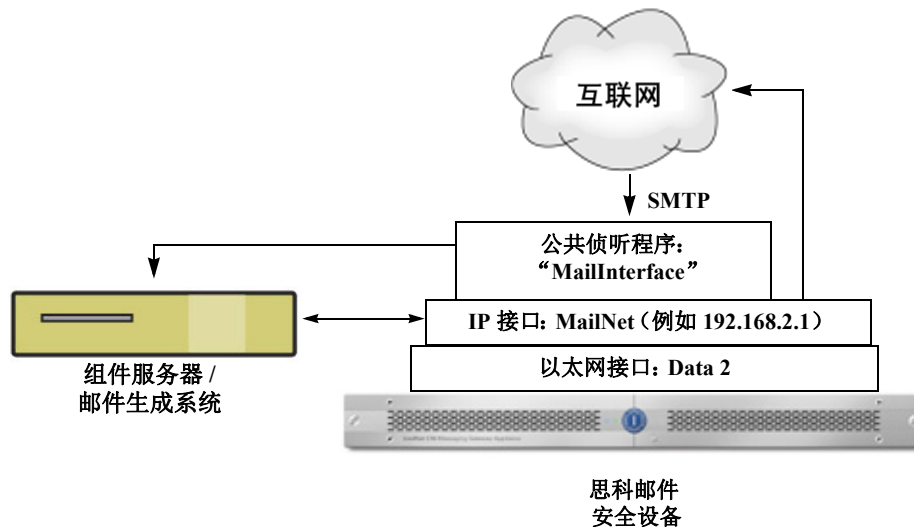 互联网
SMTP
公共侦听程序：
“MailInterface”
IP 接口：MailNet（例如 192.168.2.1）
以太网接口：Data 2
组件服务器 /
邮件生成系统
思科邮件
安全设备